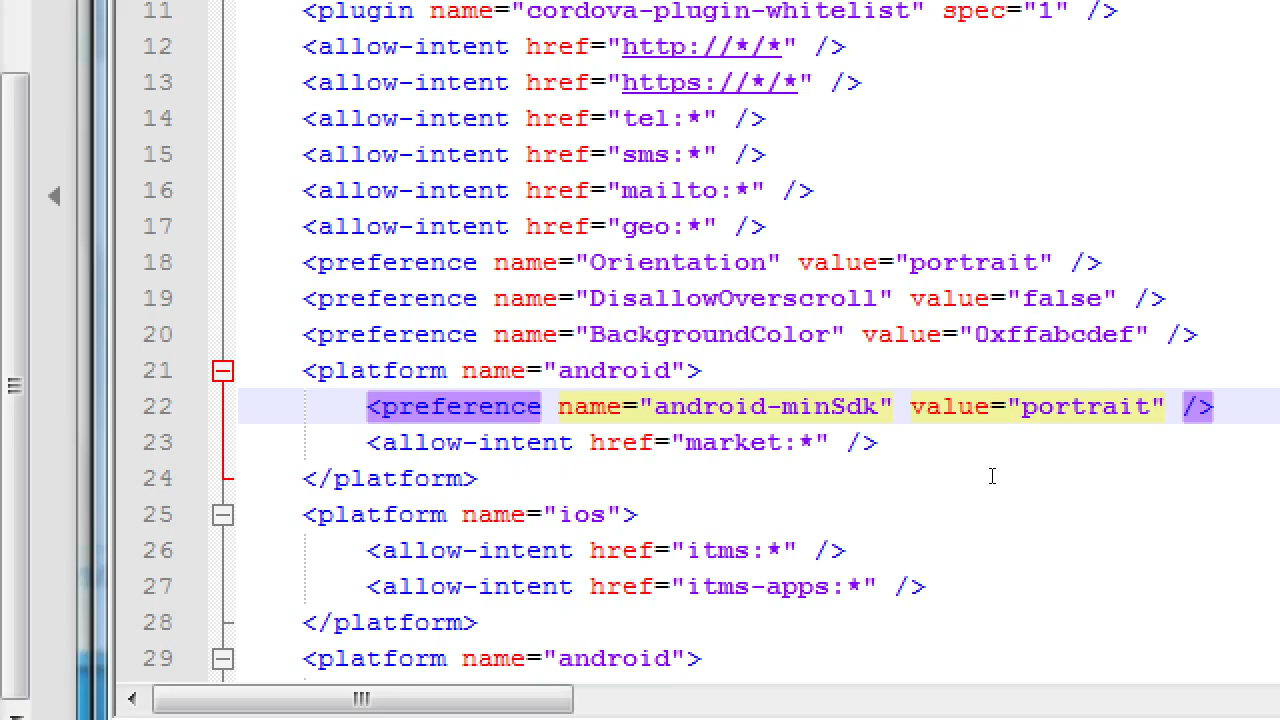 11 <plugin name="cordova-plugin-whitelist" spec="1" />
12 <allow-intent href="http://*/*" />
13 <allow-intent href="https://*/*" />
14 <allow-intent href="tel:*" />
15 <allow-intent href="sms:*" />
16 <allow-intent href="mailto:*" />
17 <allow-intent href="geo:*" />
18 <preference name="Orientation" value="portrait" />
19 <preference name="DisallowOverscroll" value="false" />
20 <preference name="BackgroundColor" value="0xffabcdef" />
21 <platform name="android">
22 <preference name="android-minSdk" value="portrait" />
23 <allow-intent href="market:*" />
24 </platform>
25 <platform name="ios">
26 <allow-intent href="itms:*" />
27 <allow-intent href="itms-apps:*" />
28 </platform>
29 <platform name="android">